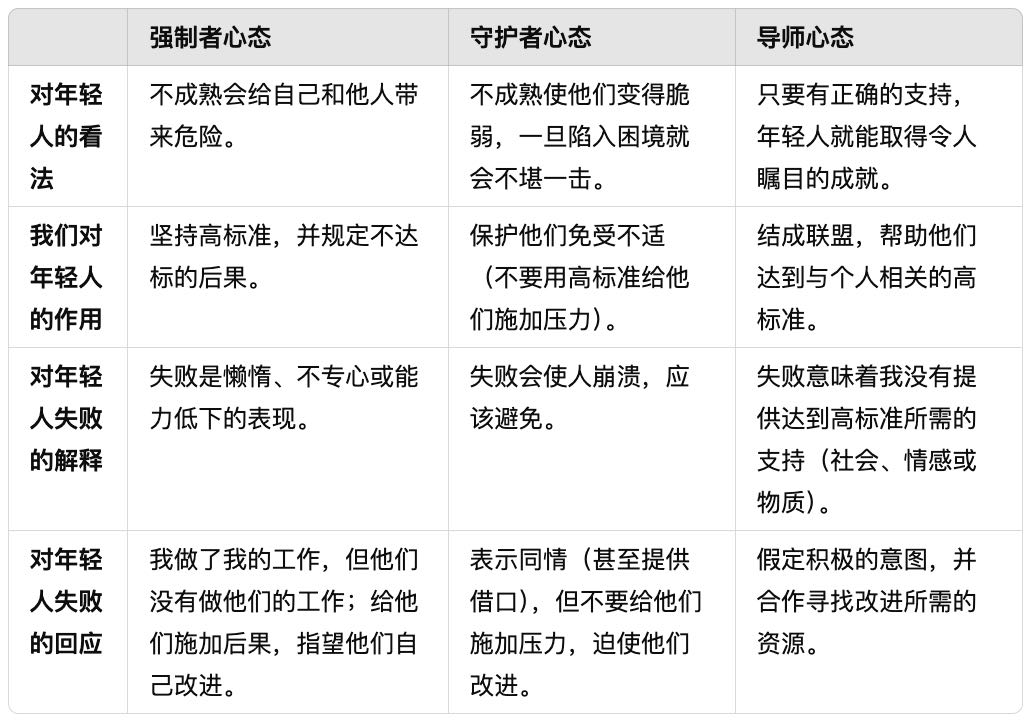 强制者心态
守护者心态
导师心态
对年轻
人的看
法
不成熟会给自己和他人带
来危险。
不成熟使他们变得脆
弱，一旦陷入困境就
会不堪一击。
只要有正确的支持，
年轻人就能取得令人
瞩目的成就。
我们对
年轻人
的作用
坚持高标准，并规定不达
标的后果。
保护他们免受不适
（不要用高标准给他
们施加压力）。
结成联盟，帮助他们
达到与个人相关的高
标准。
对年轻
人失败
的解释
失败是懒惰、不专心或能
力低下的表现。
失败会使人崩溃，应
该避免。
失败意味着我没有提
供达到高标准所需的
支持（社会、情感或
物质）。
对年轻
人失败
的回应
我做了我的工作，但他们
没有做他们的工作；给他
们施加后果，指望他们自
己改进。
表示同情（甚至提供
借口），但不要给他们
施加压力，迫使他们
改进。
假定积极的意图，并
合作寻找改进所需的
资源。